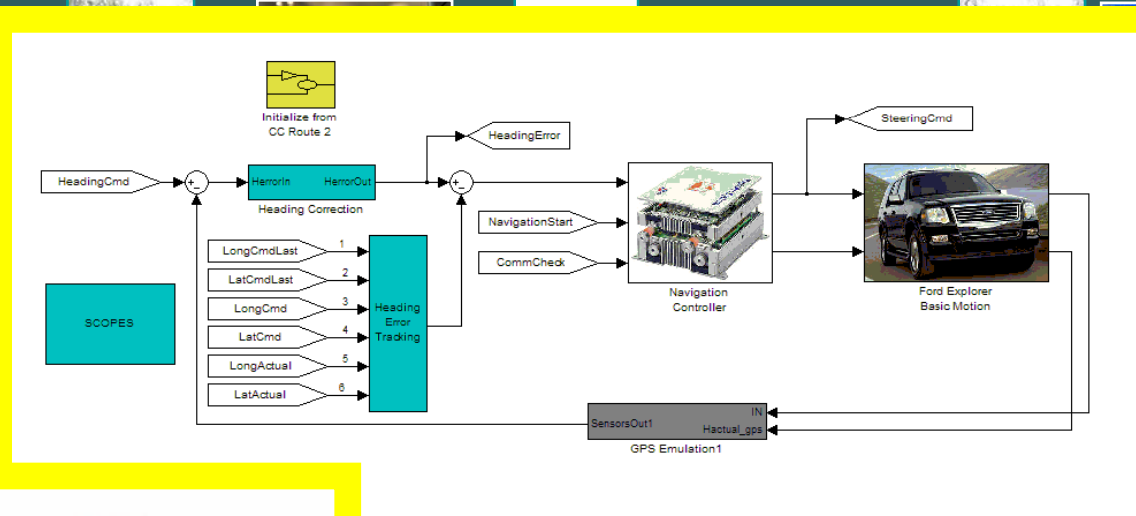 Initialize from
CC Route 2
HeadingError
SteeringCmd
HeadingCmd
+
-
HerrorIn HerrorOut
Heading Correction
+
-
NavigationStart
CommCheck
Navigation
Controller
Ford Explorer
Basic Motion
LongCmdLast 1
LatCmdLast 2
LongCmd 3
LatCmd 4
LongActual 5
LatActual 6
Heading
Error
Tracking
SCOPES
SensorsOut1
IN
Hactual_gps
GPS Emulation1